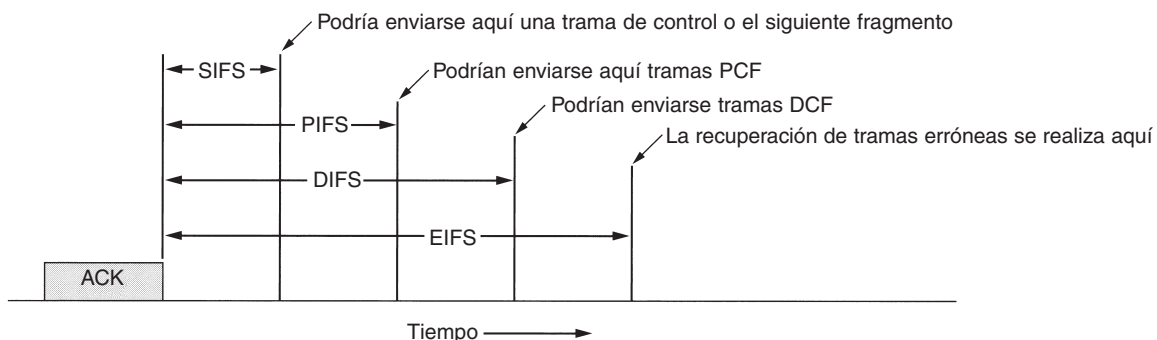 Podría enviarse aquí una trama de control o el siguiente fragmento
SIFS
Podrían enviarse aquí tramas PCF
PIFS
Podrían enviarse tramas DCF
La recuperación de tramas erróneas se realiza aquí
DIFS
EIFS
ACK
Tiempo